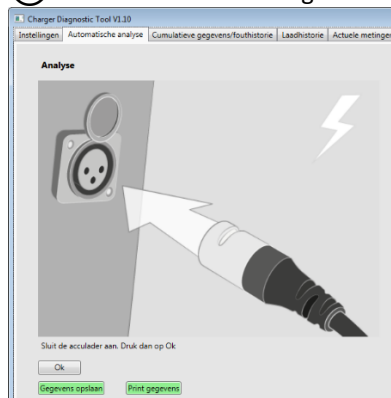 Charger Diagnostic Tool V1.10
Instellingen Automatische analyse Cumulatieve gegevens/fouthistorie Laadhistorie Actuele metingen
Analyse
Sluit de acculader aan. Druk dan op Ok
Ok
Gegevens opslaan Print gegevens